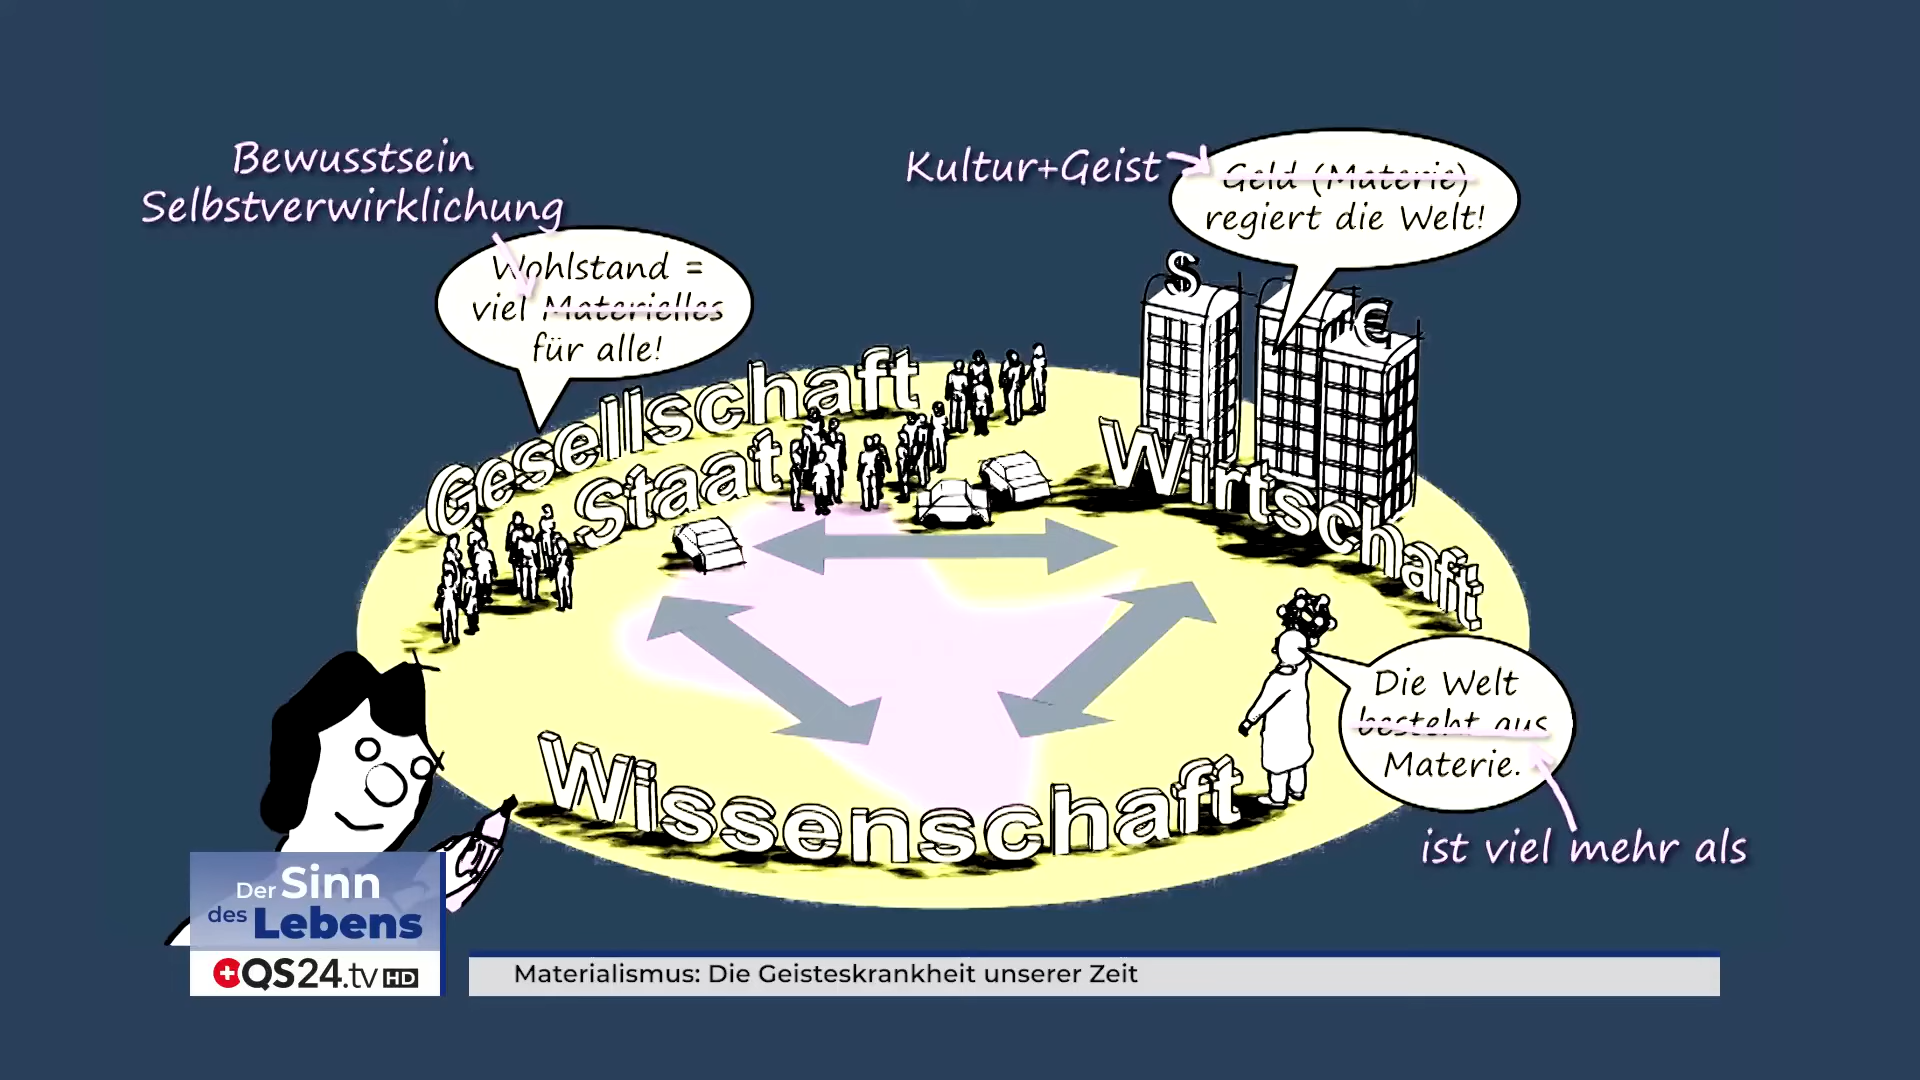 Bewusstsein
Selbstverwirklichung
Wohlstand =
viel Materielles
für alle!
Kultur+Geist
Geld (Materie)
regiert die Welt!
$
€
Gesellschaft
Staat
Wirtschaft
Wissenschaft
Die Welt
besteht aus
Materie.
ist viel mehr als
Der Sinn
des Lebens
QS24.tv HD
Materialismus: Die Geisteskrankheit unserer Zeit